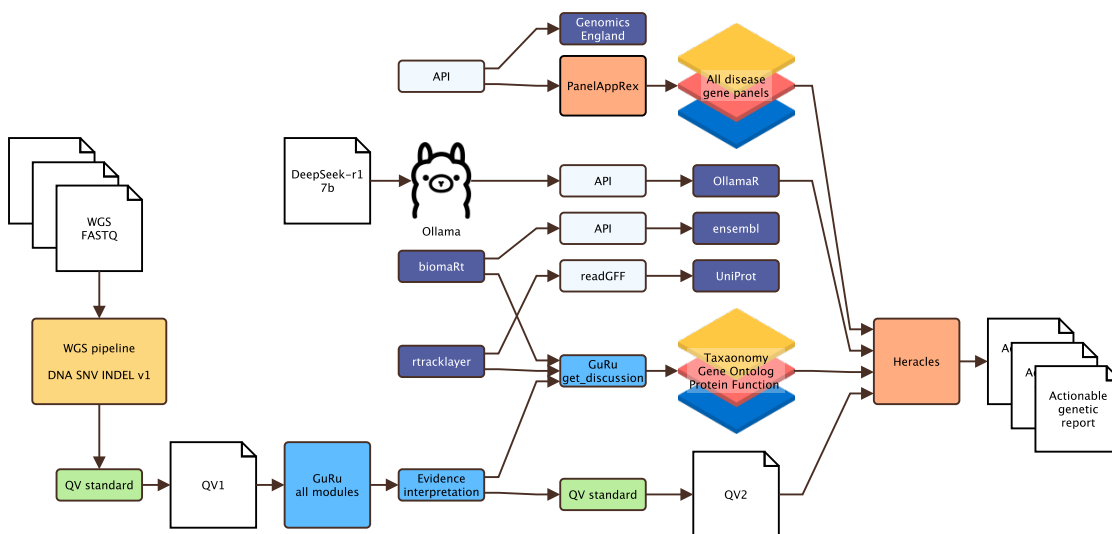 Genomics
England
API
PanelAppRex
All disease
gene panels
DeepSeek-r1
7b
Ollama
API
OllamaR
WGS
FASTQ
API
ensembl
biomaRt
readGFF
UniProt
WGS pipeline
DNA SNV INDEL v1
rtracklayer
GuRu
get_discussion
Taxaonomy
Gene Ontolog
Protein Function
Heracles
Ac
A
Actionable
genetic
report
QV standard
QV1
GuRu
all modules
Evidence
interpretation
QV standard
QV2